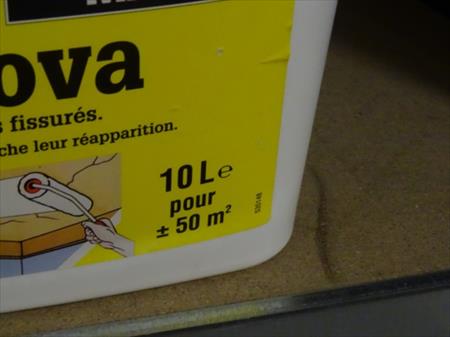 ova
fissurés.
che leur réapparition.
10 L e
pour
± 50 m²